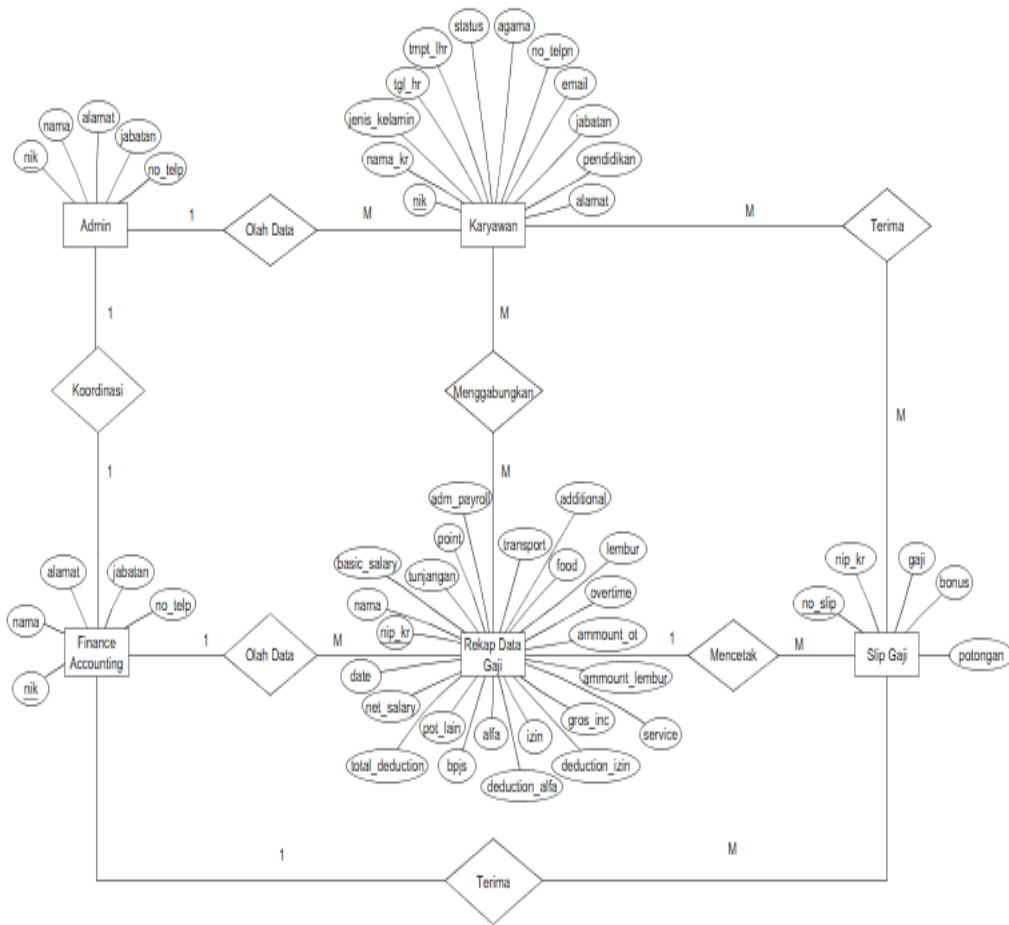 status
agama
tmpt_lhr
no_telpn
tgl_hr
email
alamat
nama
jenis_kelamin
jabatan
jabatan
nik
no_telp
nama_kr
pendidikan
nik
alamat
Admin
1
Olah Data
M
Karyawan
M
Terima
1
M
Koordinasi
Menggabungkan
M
1
M
adm_payroll
additional
point
transport
lembur
basic_salary
tunjangan
food
alamat
jabatan
nip_kr
gaji
bonus
nama
no_telp
nama
overtime
no_slip
nip_kr
ammount_ot
Finance
Accounting
1
Olah Data
M
Rekap Data
Gaji
1
Mencetak
M
Slip Gaji
potongan
nik
date
ammount_lembur
net_salary
gros_inc
service
pot_lain
alfa
izin
total_deduction
bpjs
deduction_izin
deduction_alfa
1
Terima
M